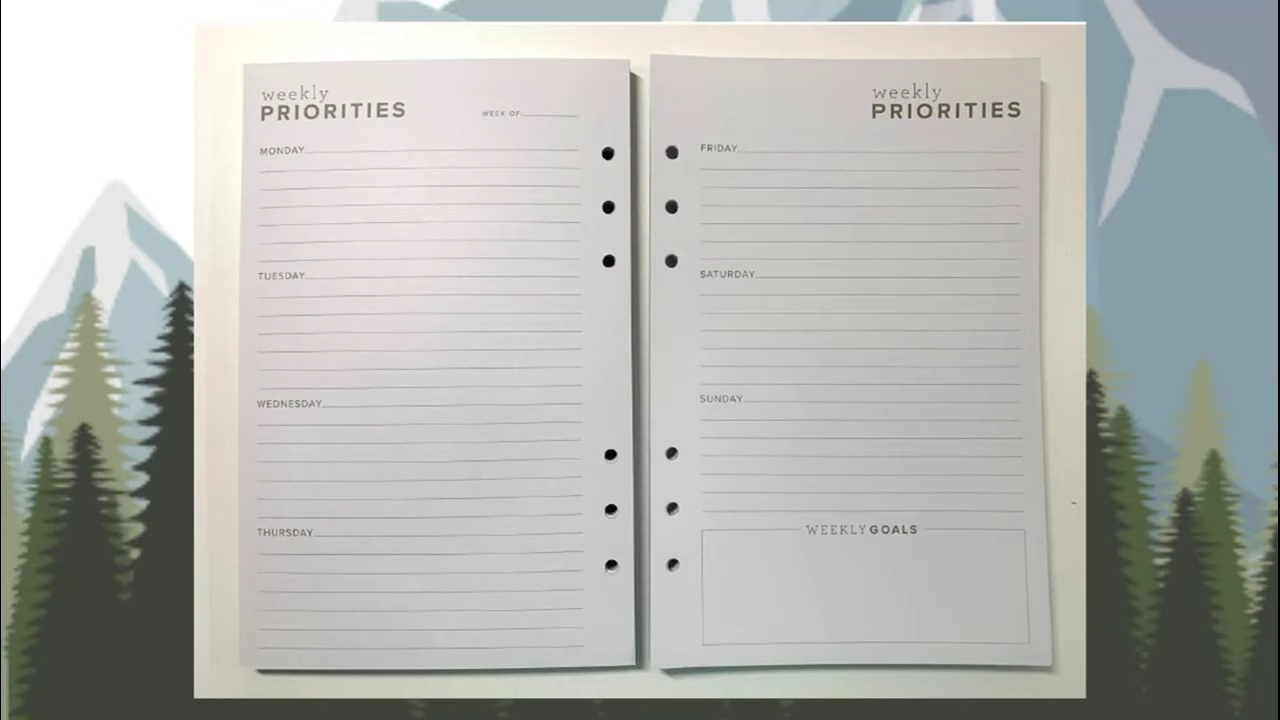 weekly
PRIORITIES
WEEK OF:
MONDAY
TUESDAY
WEDNESDAY
THURSDAY
weekly
PRIORITIES
FRIDAY
SATURDAY
SUNDAY
WEEKLY GOALS